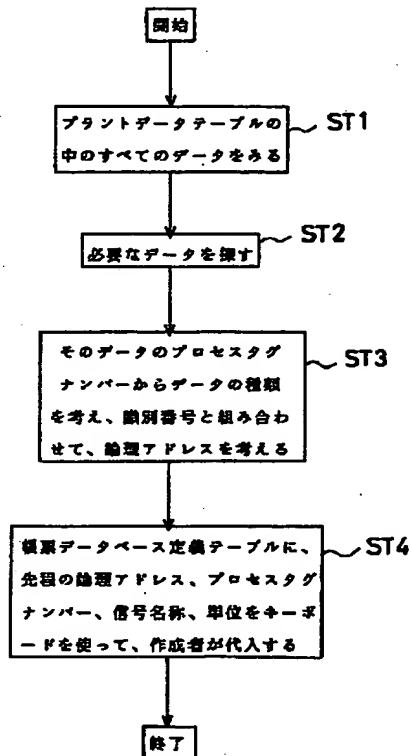 開始
プラントデータテーブルの
中のすべてのデータをみる
ST1
必要なデータを探す
ST2
そのデータのプロセスタグ
ナンバーからデータの種類
を考え、識別番号と組み合わ
せて、論理アドレスを考える
ST3
帳票データベース定義テーブルに、
先程の論理アドレス、プロセスタグ
ナンバー、信号名称、単位をキーボ
ードを使って、作成者が代入する
ST4
終了